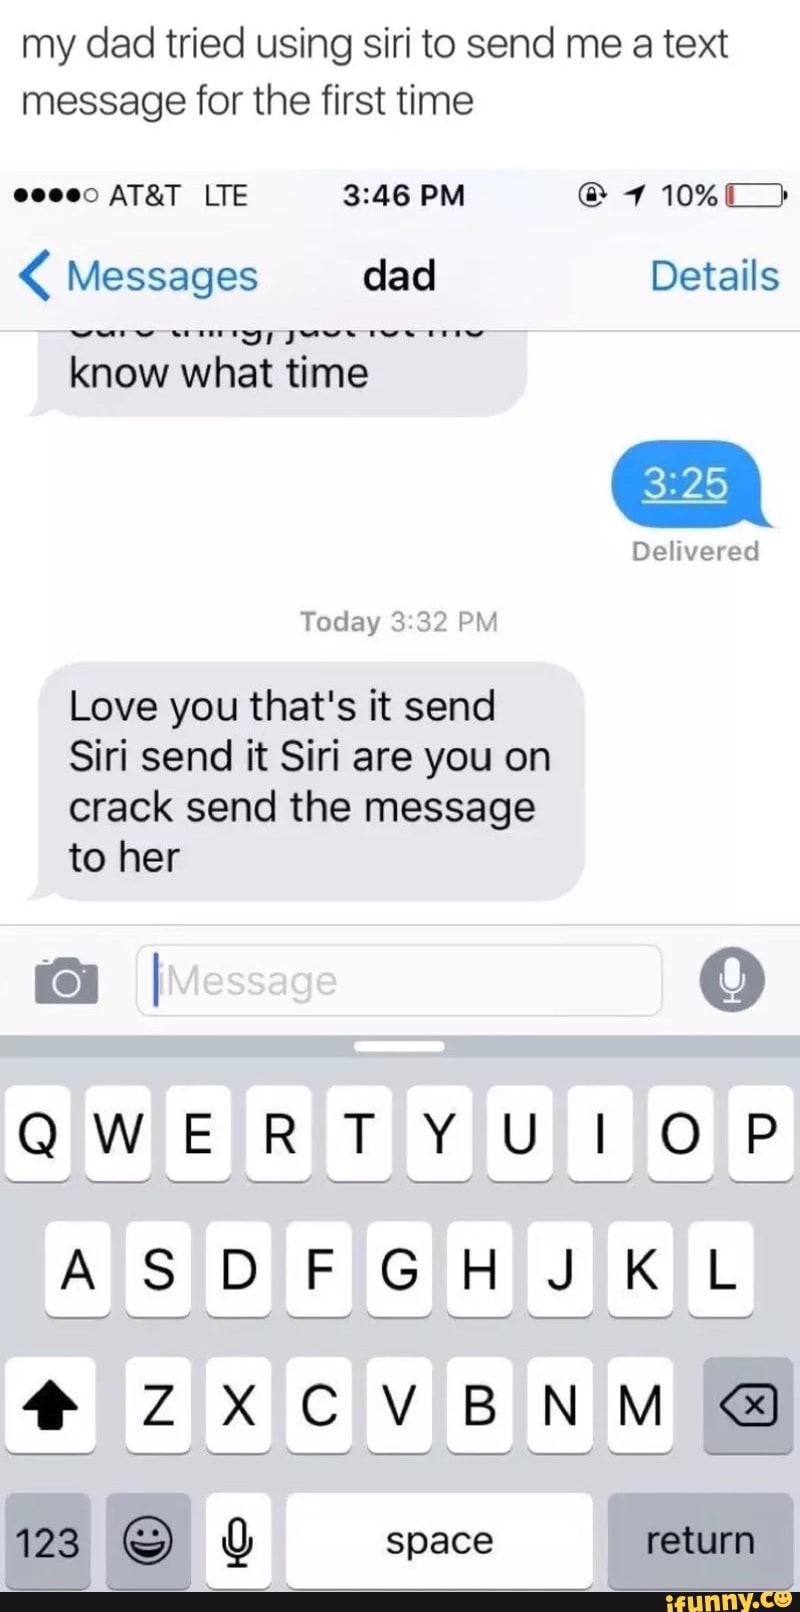 my dad tried using siri to send me a text
message for the first time
AT&T LTE 3:46 PM 10%
Messages dad Details
know what time
3:25
Delivered
Today 3:32 PM
Love you that's it send
Siri send it Siri are you on
crack send the message
to her
iMessage
Q W E R T Y U I O P
A S D F G H J K L
Z X C V B N M
123 space return
ifunny.co